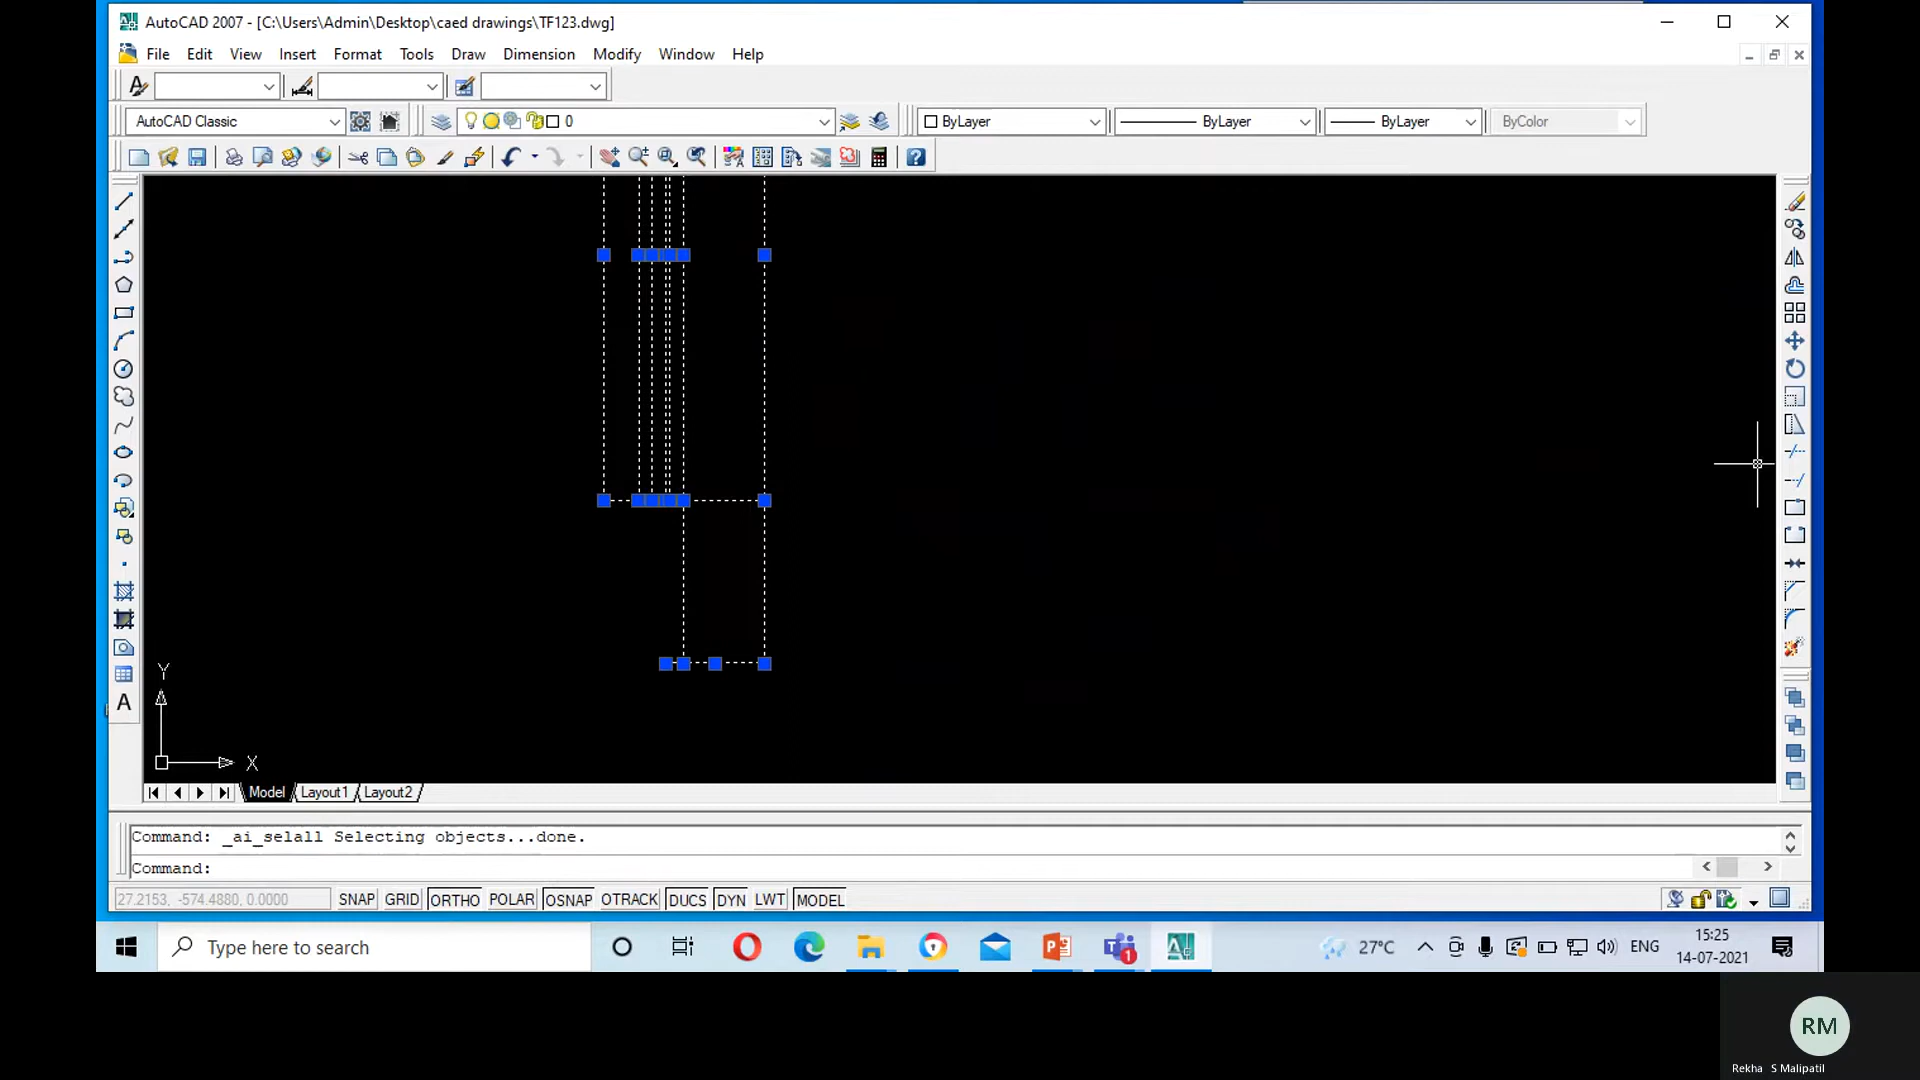 AutoCAD 2007 - [C:\Users\Admin\Desktop\caed drawings\TF123.dwg]
File Edit View Insert Format Tools Draw Dimension Modify Window Help
AutoCAD Classic 0 ByLayer ByLayer ByLayer ByColor
A
Y
X
Model Layout1 Layout2
Command: _ai_selall Selecting objects...done.
Command:
27.2153, -574.4880, 0.0000 SNAP GRID ORTHO POLAR OSNAP OTRACK DUCS DYN LWT MODEL
Type here to search 1 27°C ENG 15:25
14-07-2021
RM
Rekha S Malipatil